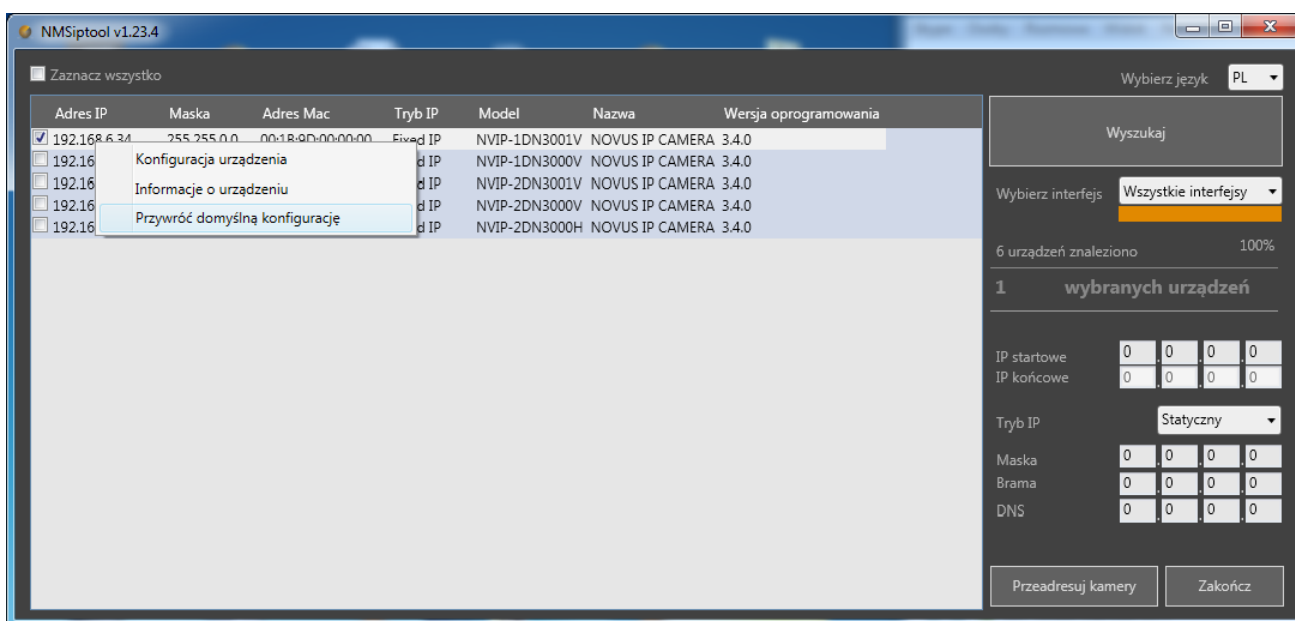 NMSiptool v1.23.4
Zaznacz wszystko
Wybierz język PL
Adres IP Maska Adres Mac Tryb IP Model Nazwa Wersja oprogramowania
192.168.6.34 255.255.0.0 00:1B:9D:00:00:00 Fixed IP NVIP-1DN3001V NOVUS IP CAMERA 3.4.0
192.16 d IP NVIP-1DN3000V NOVUS IP CAMERA 3.4.0
192.16 d IP NVIP-2DN3001V NOVUS IP CAMERA 3.4.0
192.16 d IP NVIP-2DN3000V NOVUS IP CAMERA 3.4.0
192.16 d IP NVIP-2DN3000H NOVUS IP CAMERA 3.4.0
Konfiguracja urządzenia
Informacje o urządzeniu
Przywróć domyślną konfigurację
Wyszukaj
Wybierz interfejs Wszystkie interfejsy
6 urządzeń znaleziono 100%
1 wybranych urządzeń
IP startowe 0 . 0 . 0 . 0
IP końcowe 0 . 0 . 0 . 0
Tryb IP Statyczny
Maska 0 . 0 . 0 . 0
Brama 0 . 0 . 0 . 0
DNS 0 . 0 . 0 . 0
Przeadresuj kamery Zakończ